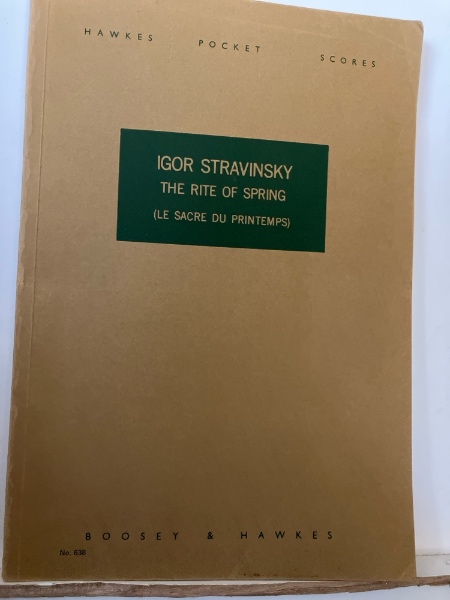 HAWKES POCKET SCORES
IGOR STRAVINSKY
THE RITE OF SPRING
(LE SACRE DU PRINTEMPS)
BOOSEY & HAWKES
No. 638